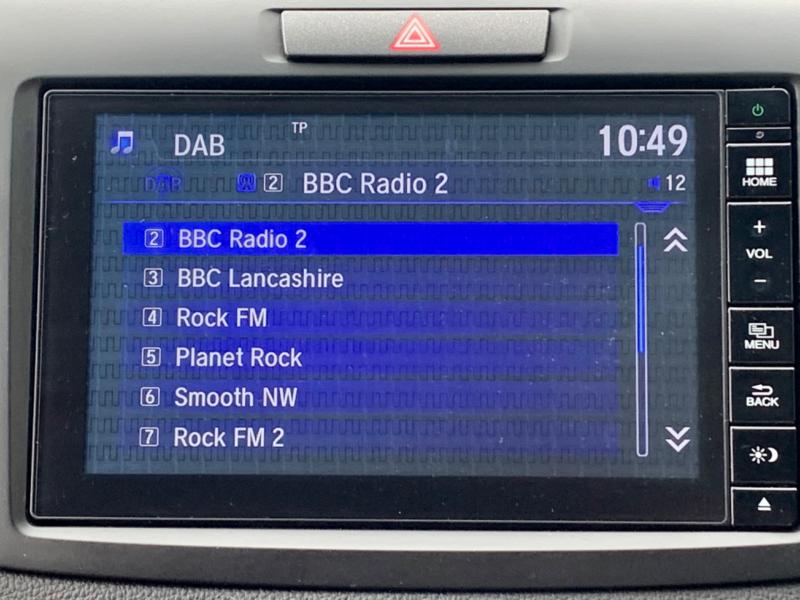 TP
DAB
10:49
DAB 2 BBC Radio 2 12
2 BBC Radio 2
3 BBC Lancashire
4 Rock FM
5 Planet Rock
6 Smooth NW
7 Rock FM 2
HOME
+
VOL
−
MENU
BACK